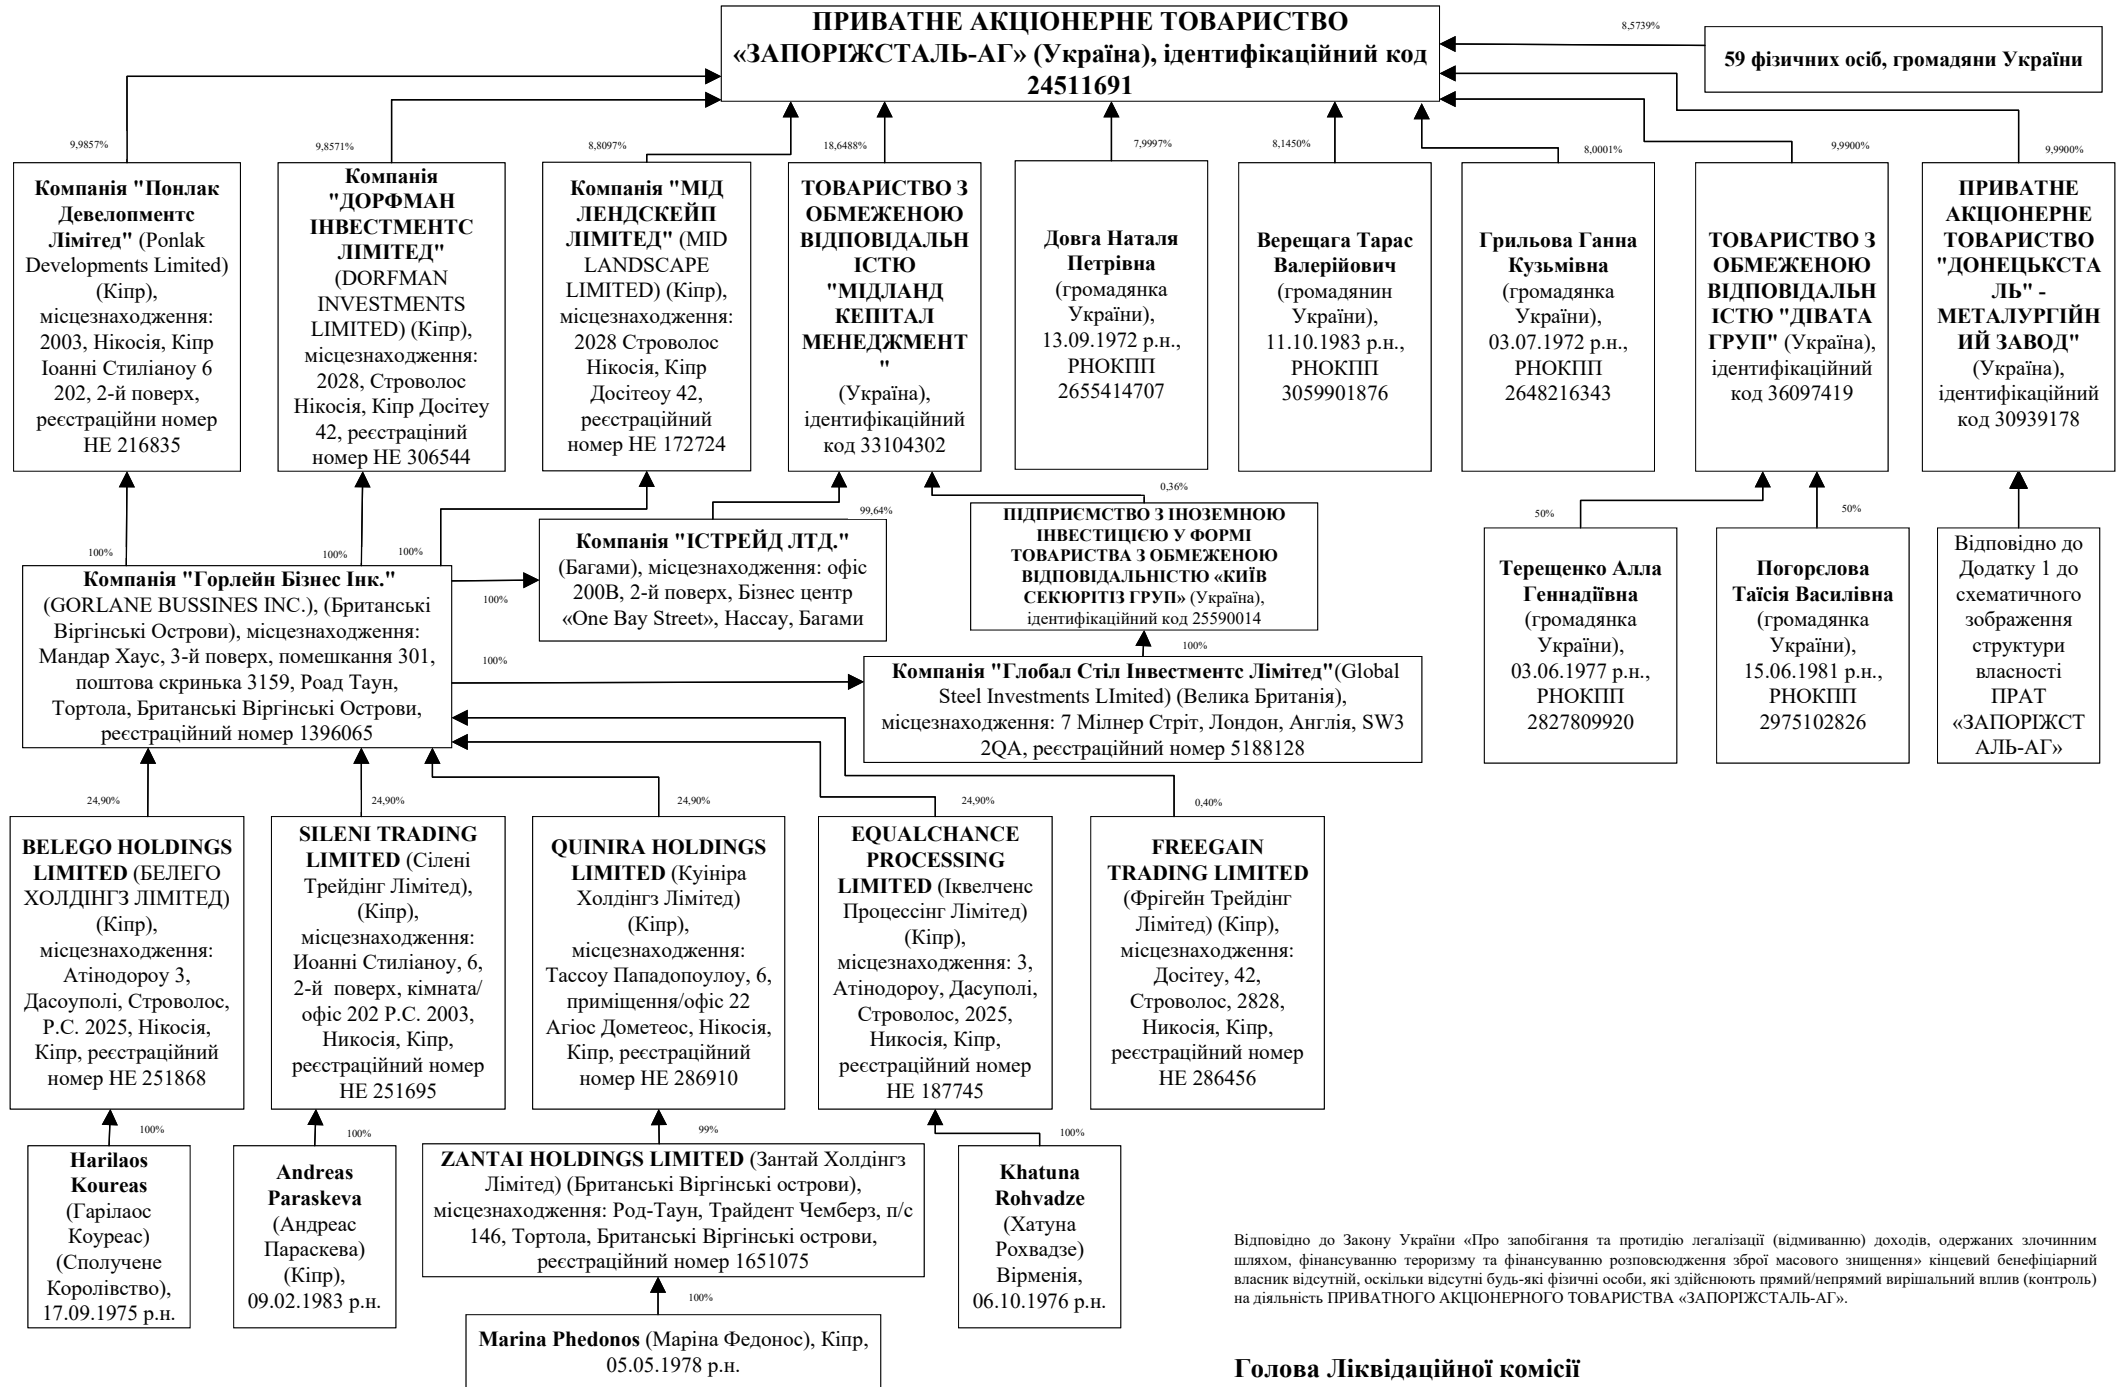 ПРИВАТНЕ АКЦІОНЕРНЕ ТОВАРИСТВО
«ЗАПОРІЖСТАЛЬ-АГ» (Україна), ідентифікаційний код
24511691
8,5739%
59 фізичних осіб, громадяни України
9,9857%
9,8571%
8,8097%
18,6488%
7,9997%
8,1450%
8,0001%
9,9900%
9,9900%
Компанія "Понлак
Девелопментс
Лімітед" (Ponlak
Developments Limited)
(Кіпр),
місцезнаходження:
2003, Нікосія, Кіпр
Іоанні Стиліаноу 6
202, 2-й поверх,
реєстраційни номер
НЕ 216835
Компанія
"ДОРФМАН
ІНВЕСТМЕНТС
ЛІМІТЕД"
(DORFMAN
INVESTMENTS
LIMITED) (Кіпр),
місцезнаходження:
2028, Строволос
Нікосія, Кіпр Досітеу
42, реєстраціний
номер НЕ 306544
Компанія "МІД
ЛЕНДСКЕЙП
ЛІМІТЕД" (MID
LANDSCAPE
LIMITED) (Кіпр),
місцезнаходження:
2028 Строволос
Нікосія, Кіпр
Досітеоу 42,
реєстраційний
номер НЕ 172724
ТОВАРИСТВО З
ОБМЕЖЕНОЮ
ВІДПОВІДАЛЬН
ІСТЮ
"МІДЛАНД
КЕПІТАЛ
МЕНЕДЖМЕНТ
"
(Україна),
ідентифікаційний
код 33104302
Довга Наталя
Петрівна
(громадянка
України),
13.09.1972 р.н.,
РНОКПП
2655414707
Верещага Тарас
Валерійович
(громадянин
України),
11.10.1983 р.н.,
РНОКПП
3059901876
Грильова Ганна
Кузьмівна
(громадянка
України),
03.07.1972 р.н.,
РНОКПП
2648216343
ТОВАРИСТВО З
ОБМЕЖЕНОЮ
ВІДПОВІДАЛЬН
ІСТЮ "ДІВАТА
ГРУП" (Україна),
ідентифікаційний
код 36097419
ПРИВАТНЕ
АКЦІОНЕРНЕ
ТОВАРИСТВО
"ДОНЕЦЬКСТА
ЛЬ" -
МЕТАЛУРГІЙН
ИЙ ЗАВОД"
(Україна),
ідентифікаційний
код 30939178
100%
100%
100%
99,64%
0,36%
50%
50%
Компанія "Горлейн Бізнес Інк."
(GORLANE BUSSINES INC.), (Британські
Віргінські Острови), місцезнаходження:
Мандар Хаус, 3-й поверх, помешкання 301,
поштова скринька 3159, Роад Таун,
Тортола, Британські Віргінські Острови,
реєстраційний номер 1396065
100%
100%
Компанія "ІСТРЕЙД ЛТД."
(Багами), місцезнаходження: офіс
200В, 2-й поверх, Бізнес центр
«One Bay Street», Нассау, Багами
ПІДПРИЄМСТВО З ІНОЗЕМНОЮ
ІНВЕСТИЦІЄЮ У ФОРМІ
ТОВАРИСТВА З ОБМЕЖЕНОЮ
ВІДПОВІДАЛЬНІСТЮ «КИЇВ
СЕКЮРІТІЗ ГРУП» (Україна),
ідентифікаційний код 25590014
100%
Компанія "Глобал Стіл Інвестментс Лімітед"(Global
Steel Investments LImited) (Велика Британія),
місцезнаходження: 7 Мілнер Стріт, Лондон, Англія, SW3
2QA, реєстраційний номер 5188128
Терещенко Алла
Геннадіївна
(громадянка
України),
03.06.1977 р.н.,
РНОКПП
2827809920
Погорєлова
Таїсія Василівна
(громадянка
України),
15.06.1981 р.н.,
РНОКПП
2975102826
Відповідно до
Додатку 1 до
схематичного
зображення
структури
власності
ПРАТ
«ЗАПОРІЖСТ
АЛЬ-АГ»
24,90%
24,90%
24,90%
24,90%
0,40%
BELEGO HOLDINGS
LIMITED (БЕЛЕГО
ХОЛДІНГЗ ЛІМІТЕД)
(Кіпр),
місцезнаходження:
Атінодороу 3,
Дасоуполі, Строволос,
P.C. 2025, Нікосія,
Кіпр, реєстраційний
номер НЕ 251868
SILENI TRADING
LIMITED (Сілені
Трейдінг Лімітед),
(Кіпр),
місцезнаходження:
Иоанні Стиліаноу, 6,
2-й поверх, кімната/
офіс 202 P.C. 2003,
Никосія, Кіпр,
реєстраційний номер
НЕ 251695
QUINIRA HOLDINGS
LIMITED (Куініра
Холдінгз Лімітед)
(Кіпр),
місцезнаходження:
Тассоу Пападопоулоу, 6,
приміщення/офіс 22
Агіос Дометеос, Нікосія,
Кіпр, реєстраційний
номер НЕ 286910
EQUALCHANCE
PROCESSING
LIMITED (Іквелченс
Процессінг Лімітед)
(Кіпр),
місцезнаходження: 3,
Атінодороу, Дасуполі,
Строволос, 2025,
Никосія, Кіпр,
реєстраційний номер
НЕ 187745
FREEGAIN
TRADING LIMITED
(Фрігейн Трейдінг
Лімітед) (Кіпр),
місцезнаходження:
Досітеу, 42,
Строволос, 2828,
Никосія, Кіпр,
реєстраційний номер
НЕ 286456
100%
100%
99%
100%
Harilaos
Koureas
(Гарілаос
Коуреас)
(Сполучене
Королівство),
17.09.1975 р.н.
Andreas
Paraskeva
(Андреас
Параскева)
(Кіпр),
09.02.1983 р.н.
ZANTAI HOLDINGS LIMITED (Зантай Холдінгз
Лімітед) (Британські Віргінські острови),
місцезнаходження: Род-Таун, Трайдент Чемберз, п/с
146, Тортола, Британські Віргінські острови,
реєстраційний номер 1651075
Khatuna
Rohvadze
(Хатуна
Рохвадзе)
Вірменія,
06.10.1976 р.н.
100%
Marina Phedonos (Маріна Федонос), Кіпр,
05.05.1978 р.н.
Відповідно до Закону України «Про запобігання та протидію легалізації (відмиванню) доходів, одержаних злочинним
шляхом, фінансуванню тероризму та фінансуванню розповсюдження зброї масового знищення» кінцевий бенефіціарний
власник відсутній, оскільки відсутні будь-які фізичні особи, які здійснюють прямий/непрямий вирішальний вплив (контроль)
на діяльність ПРИВАТНОГО АКЦІОНЕРНОГО ТОВАРИСТВА «ЗАПОРІЖСТАЛЬ-АГ».
Голова Ліквідаційної комісії